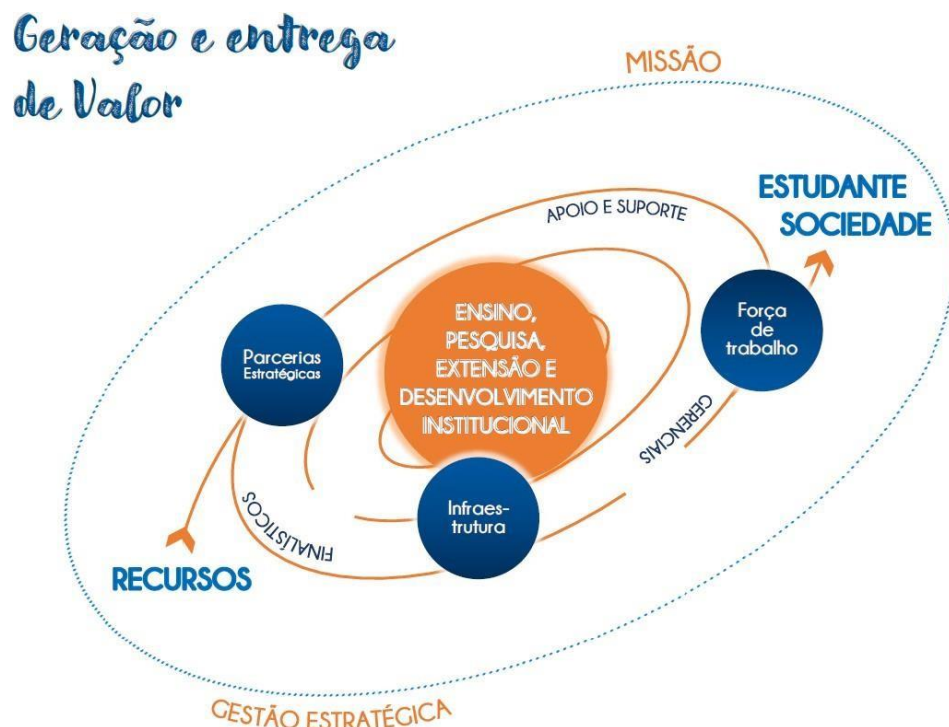 Geração e entrega
de Valor
MISSÃO
ESTUDANTE
SOCIEDADE
APOIO E SUPORTE
ENSINO,
PESQUISA,
EXTENSÃO E
DESENVOLVIMENTO
INSTITUCIONAL
Força
de
trabalho
Parcerias
Estratégicas
GERENCIAIS
Infraes-
trutura
FINALÍSTICOS
RECURSOS
GESTÃO ESTRATÉGICA